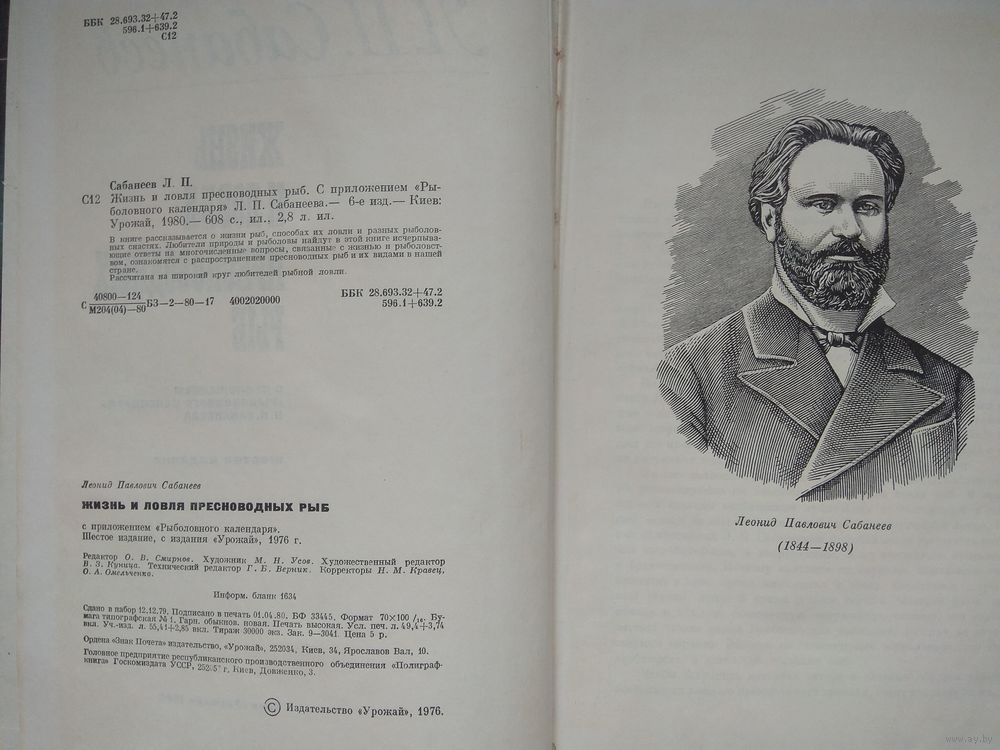 ББК 28.693.32+47.2
596.1+639.2
С12
Сабанеев Л. П.
С12 Жизнь и ловля пресноводных рыб. С приложением «Ры-
боловного календаря» Л. П. Сабанеева.— 6-е изд.— Киев:
Урожай, 1980.— 608 с., ил., 2,8 л. ил.
В книге рассказывается о жизни рыб, способах их ловли и разных рыболов-
ных снастях. Любители природы и рыболовы найдут в этой книге исчерпыва-
ющие ответы на многочисленные вопросы, связанные с жизнью и рыболовст-
вом, ознакомятся с распространением пресноводных рыб и их видами в нашей
стране.
Рассчитана на широкий круг любителей рыбной ловли.
С 40800—124
М204(04)—80 БЗ—2—80—17 4002020000
ББК 28.693.32+47.2
596.1+639.2
Леонид Павлович Сабанеев
ЖИЗНЬ И ЛОВЛЯ ПРЕСНОВОДНЫХ РЫБ
с приложением «Рыболовного календаря».
Шестое издание, с издания «Урожай», 1976 г.
Редактор О. В. Смирнов. Художник М. Н. Усов. Художественный редактор
В. З. Куница. Технический редактор Г. Б. Верник. Корректоры Н. М. Кравец,
О. А. Омельченко.
Информ. бланк 1634
Сдано в набор 12.12.79. Подписано в печать 01.04.80. БФ 33445. Формат 70×100 /16. Бу-
мага типографская № 1. Гарн. обыкнов. новая. Печать высокая. Усл. печ. л. 49,4+3,74
вкл. Уч.-изд. л. 55,41+2,85 вкл. Тираж 30000 экз. Зак. 9—3041. Цена 5 р.
Ордена «Знак Почета» издательство, «Урожай», 252034, Киев, 34, Ярославов Вал, 10.
Головное предприятие республиканского производственного объединения «Полиграф-
книга» Госкомиздата УССР, г. Киев, Довженко, 3.
© Издательство «Урожай», 1976.
Леонид Павлович Сабанеев
(1844—1898)
www.ay.by